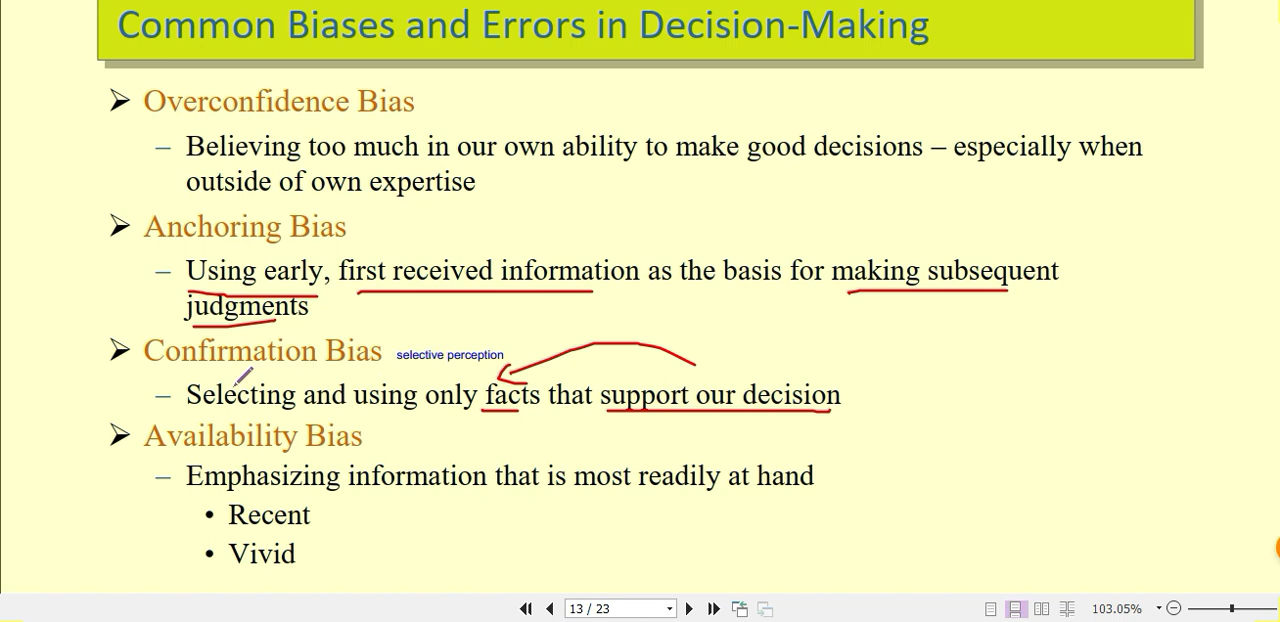 Common Biases and Errors in Decision-Making
Overconfidence Bias
– Believing too much in our own ability to make good decisions – especially when
outside of own expertise
Anchoring Bias
– Using early, first received information as the basis for making subsequent
judgments
Confirmation Bias selective perception
– Selecting and using only facts that support our decision
Availability Bias
– Emphasizing information that is most readily at hand
• Recent
• Vivid
13 / 23 103.05%